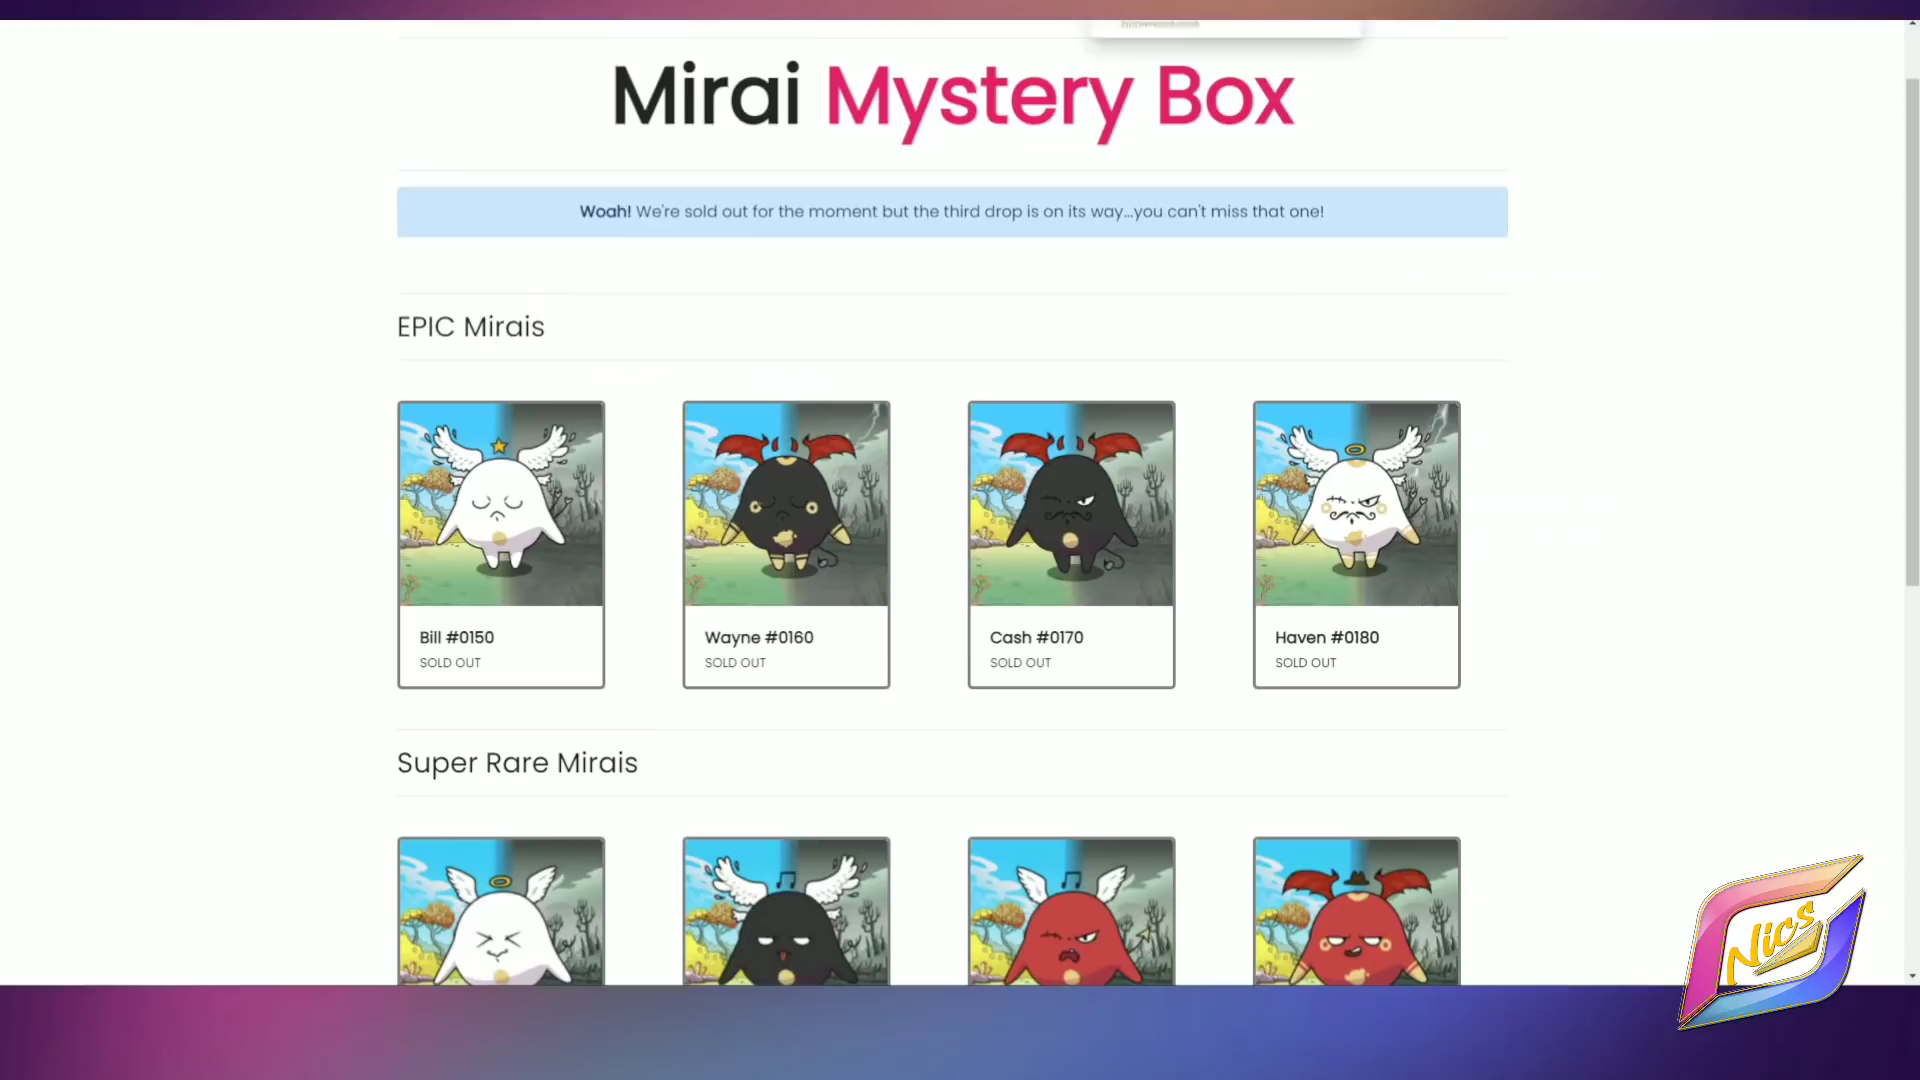 Mirai Mystery Box
Woah! We're sold out for the moment but the third drop is on its way...you can't miss that one!
EPIC Mirais
Bill #0150
SOLD OUT
Wayne #0160
SOLD OUT
Cash #0170
SOLD OUT
Haven #0180
SOLD OUT
Super Rare Mirais
Nics